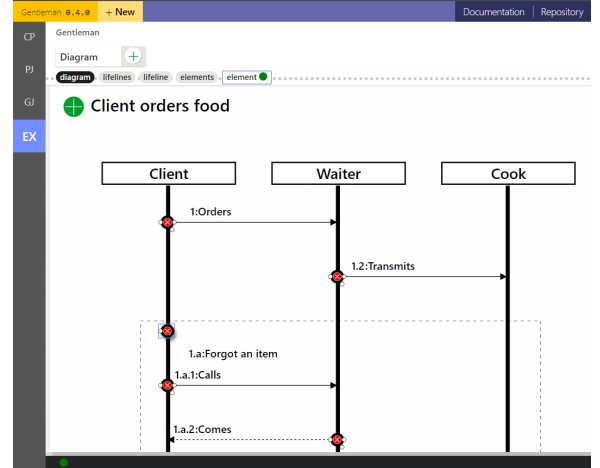 Gentleman 0.4.0 + New Documentation Repository
CP
PJ
GJ
EX
Gentleman
Diagram
diagram lifelines lifeline elements element
Client orders food
Client Waiter Cook
1:Orders
1.2:Transmits
1.a:Forgot an item
1.a.1:Calls
1.a.2:Comes